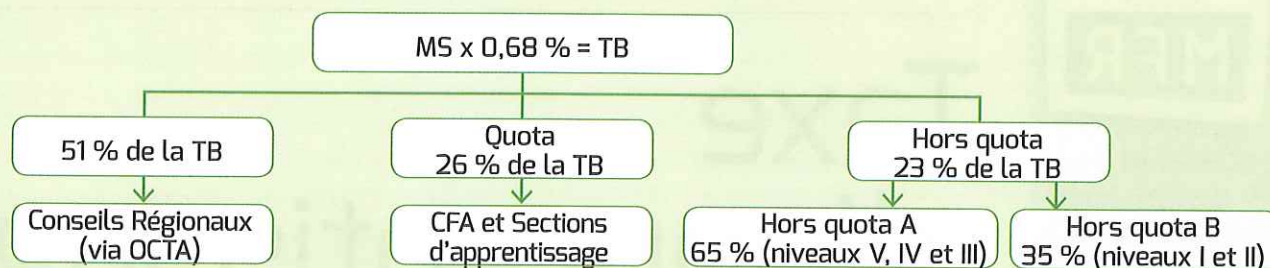 MS x 0,68 % = TB
51 % de la TB
Quota
26 % de la TB
Hors quota
23 % de la TB
Conseils Régionaux
(via OCTA)
CFA et Sections
d'apprentissage
Hors quota A
65 % (niveaux V, IV et III)
Hors quota B
35 % (niveaux I et II)